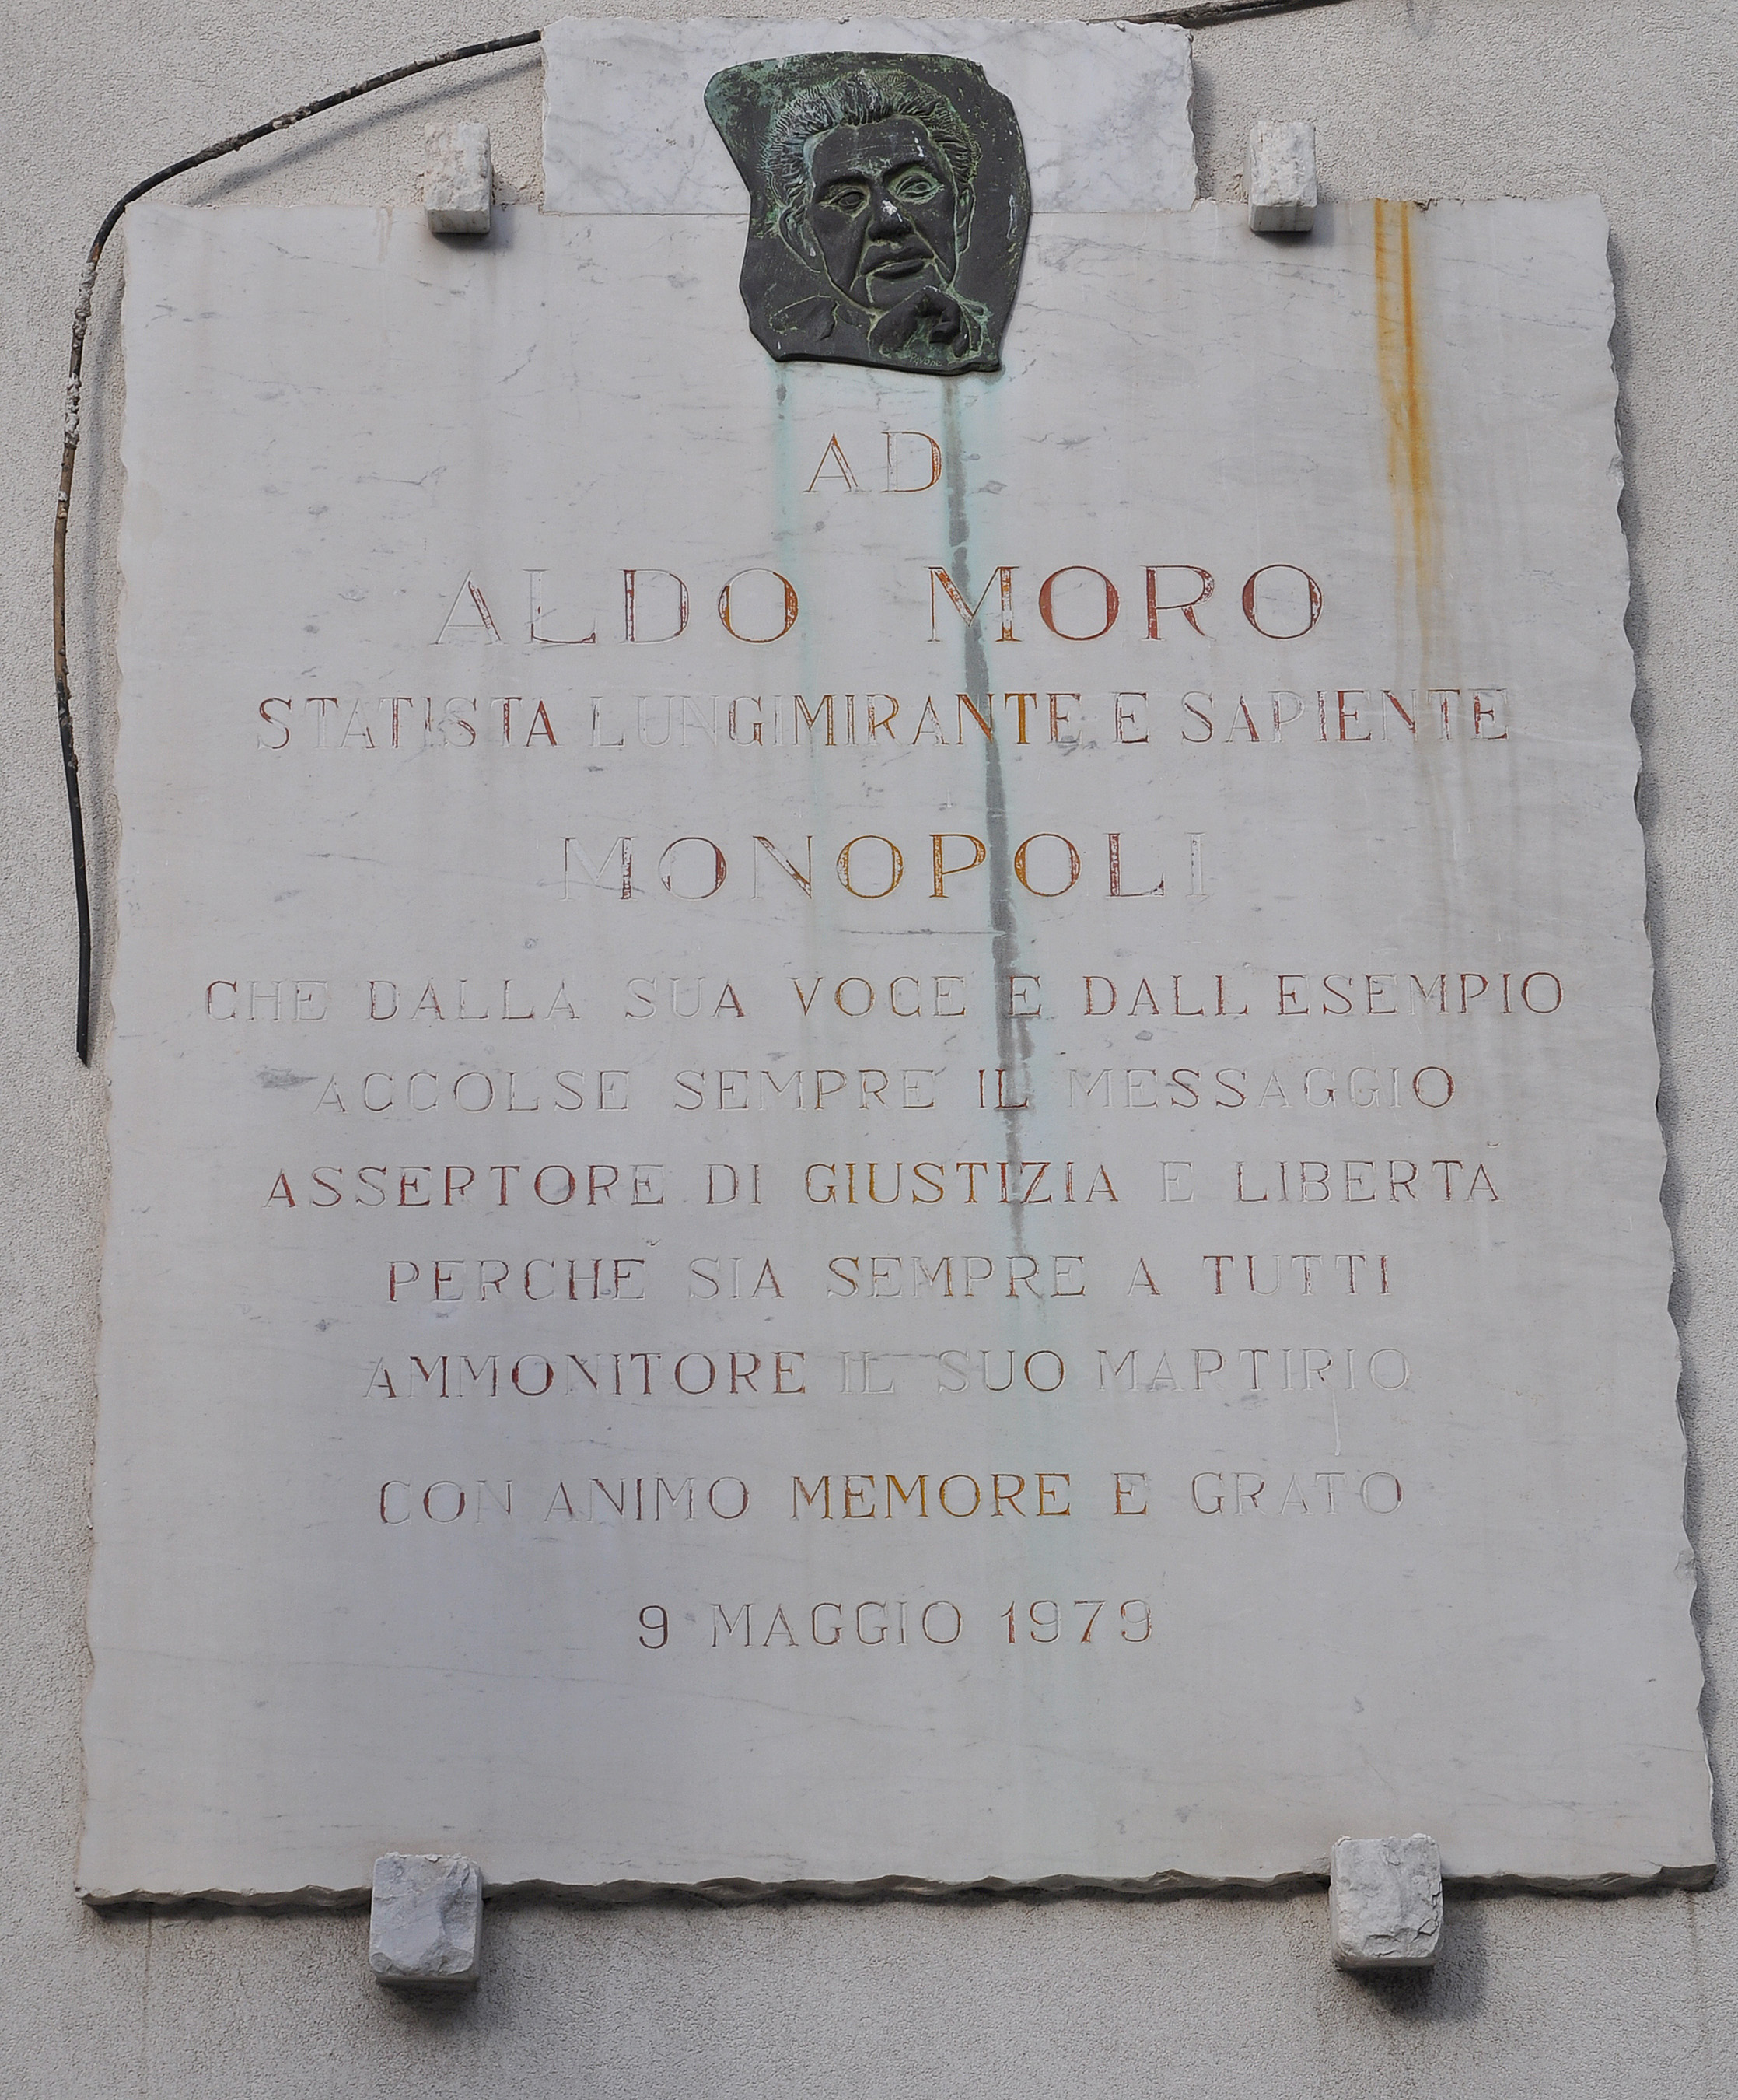 AD
ALDO MORO
STATISTA LUNGIMIRANTE E SAPIENTE
MONOPOLI
CHE DALLA SUA VOCE E DALL ESEMPIO
ACCOLSE SEMPRE IL MESSAGGIO
ASSERTORE DI GIUSTIZIA E LIBERTÀ
PERCHE SIA SEMPRE A TUTTI
AMMONITORE IL SUO MARTIRIO
CON ANIMO MEMORE E GRATO
9 MAGGIO 1979